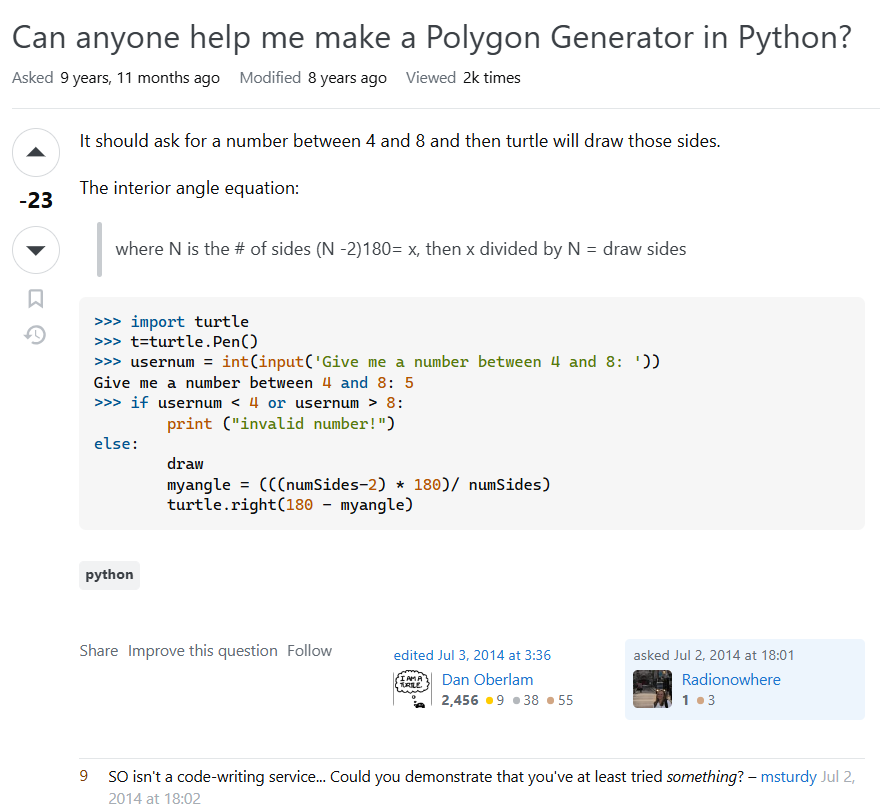 Can anyone help me make a Polygon Generator in Python?
Asked 9 years, 11 months ago Modified 8 years ago Viewed 2k times
It should ask for a number between 4 and 8 and then turtle will draw those sides.
-23
The interior angle equation:
where N is the # of sides (N -2)180= x, then x divided by N = draw sides
>>> import turtle
>>> t=turtle.Pen()
>>> usernum = int(input('Give me a number between 4 and 8: '))
Give me a number between 4 and 8: 5
>>> if usernum < 4 or usernum > 8:
        print ("invalid number!")
else:
        draw
        myangle = (((numSides-2) * 180)/ numSides)
        turtle.right(180 - myangle)
python
Share Improve this question Follow
edited Jul 3, 2014 at 3:36
I AM A
TURTLE.
Dan Oberlam
2,456 9 38 55
asked Jul 2, 2014 at 18:01
Radionowhere
1 3
9 SO isn't a code-writing service... Could you demonstrate that you've at least tried something? – msturdy Jul 2,
2014 at 18:02